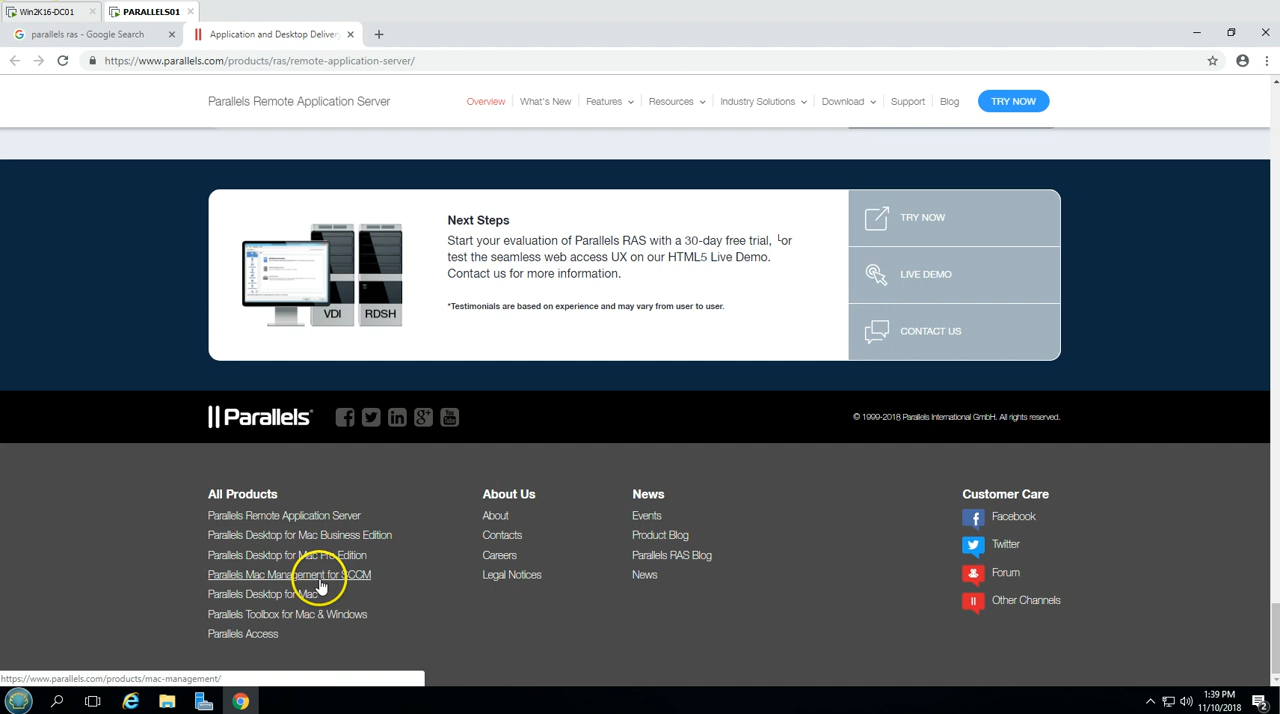 Win2K16-DC01
PARALLELS01
parallels ras - Google Search
Application and Desktop Delivery
https://www.parallels.com/products/ras/remote-application-server/
Parallels Remote Application Server
Overview
What's New
Features
Resources
Industry Solutions
Download
Support
Blog
TRY NOW
VDI
RDSH
Next Steps
Start your evaluation of Parallels RAS with a 30-day free trial, or
test the seamless web access UX on our HTML5 Live Demo.
Contact us for more information.
*Testimonials are based on experience and may vary from user to user.
TRY NOW
LIVE DEMO
CONTACT US
Parallels
© 1999-2018 Parallels International GmbH. All rights reserved.
All Products
Parallels Remote Application Server
Parallels Desktop for Mac Business Edition
Parallels Desktop for Mac Pro Edition
Parallels Mac Management for SCCM
Parallels Desktop for Mac
Parallels Toolbox for Mac & Windows
Parallels Access
About Us
About
Contacts
Careers
Legal Notices
News
Events
Product Blog
Parallels RAS Blog
News
Customer Care
Facebook
Twitter
Forum
Other Channels
https://www.parallels.com/products/mac-management/
1:39 PM
11/10/2018
2